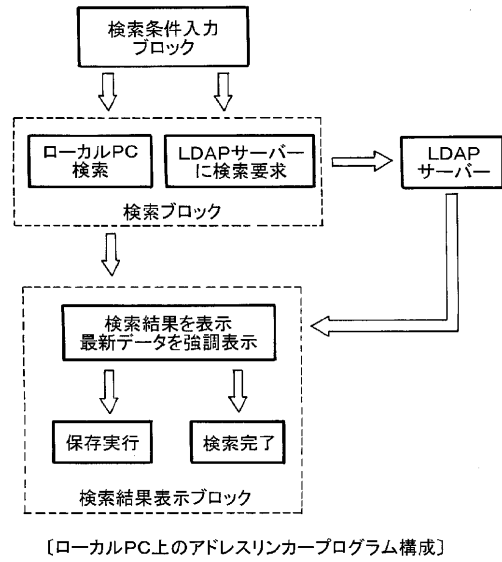 検索条件入力
ブロック
ローカルPC
検索
LDAPサーバー
に検索要求
検索ブロック
LDAP
サーバー
検索結果を表示
最新データを強調表示
保存実行
検索完了
検索結果表示ブロック
〔ローカルPC上のアドレスリンカープログラム構成〕